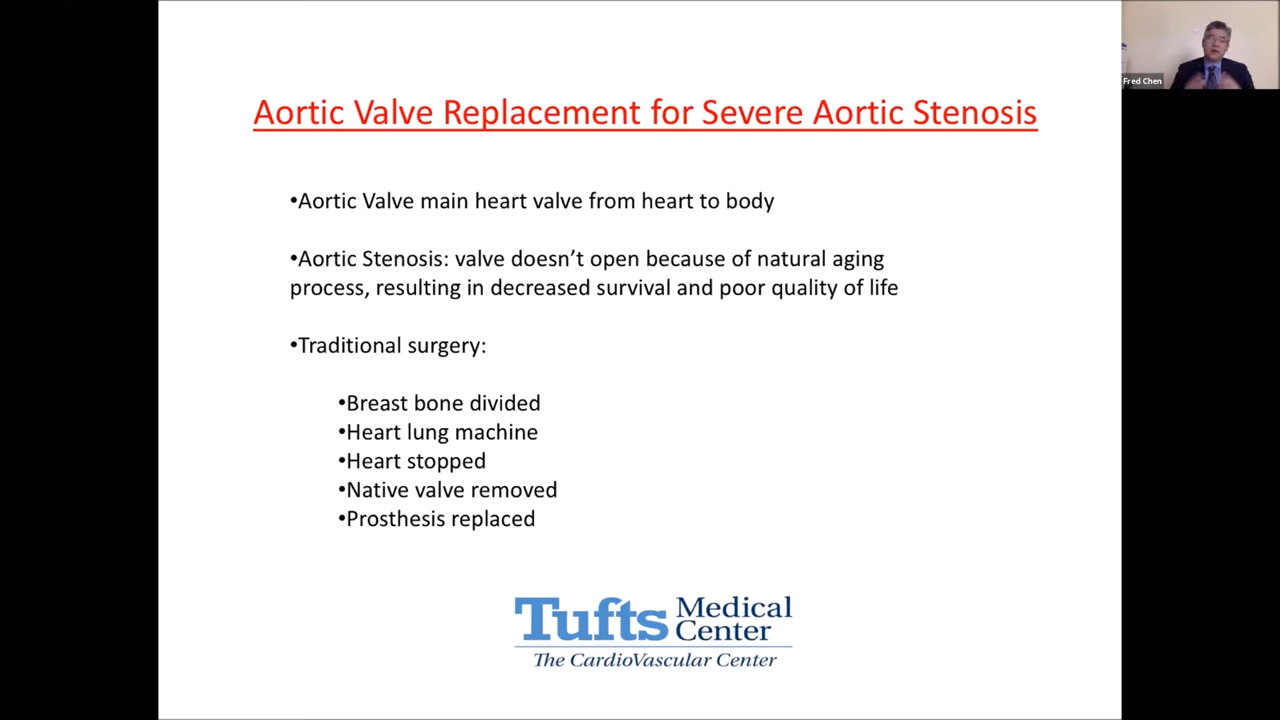 Aortic Valve Replacement for Severe Aortic Stenosis
•Aortic Valve main heart valve from heart to body
•Aortic Stenosis: valve doesn’t open because of natural aging
process, resulting in decreased survival and poor quality of life
•Traditional surgery:
•Breast bone divided
•Heart lung machine
•Heart stopped
•Native valve removed
•Prosthesis replaced
Tufts Medical
Center
The CardioVascular Center
Fred Chen